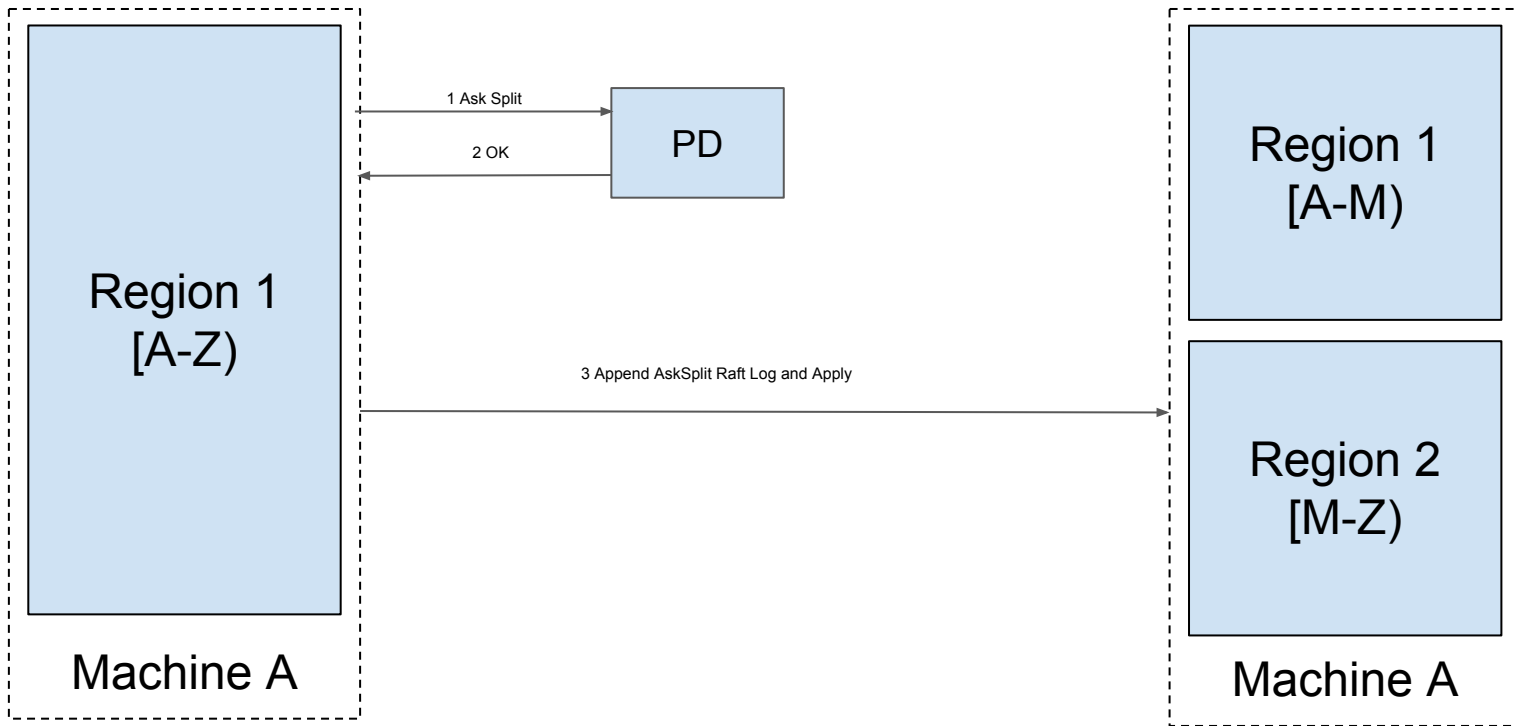 Region 1
[A-Z)
Machine A
1 Ask Split
2 OK
PD
3 Append AskSplit Raft Log and Apply
Region 1
[A-M)
Region 2
[M-Z)
Machine A